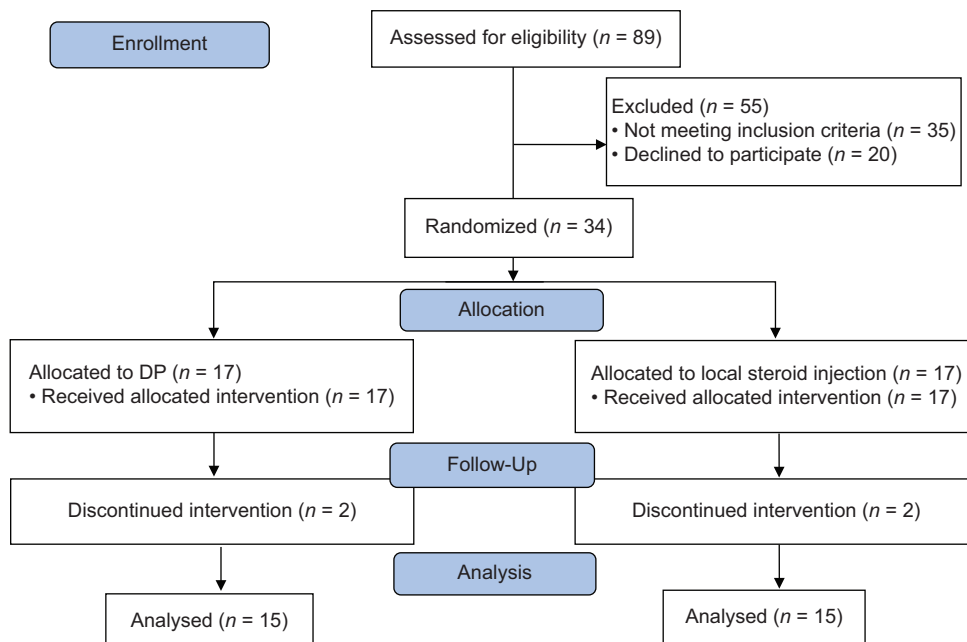 Enrollment
Assessed for eligibility (n = 89)
Excluded (n = 55)
• Not meeting inclusion criteria (n = 35)
• Declined to participate (n = 20)
Randomized (n = 34)
Allocation
Allocated to DP (n = 17)
• Received allocated intervention (n = 17)
Allocated to local steroid injection (n = 17)
• Received allocated intervention (n = 17)
Follow-Up
Discontinued intervention (n = 2)
Discontinued intervention (n = 2)
Analysis
Analysed (n = 15)
Analysed (n = 15)